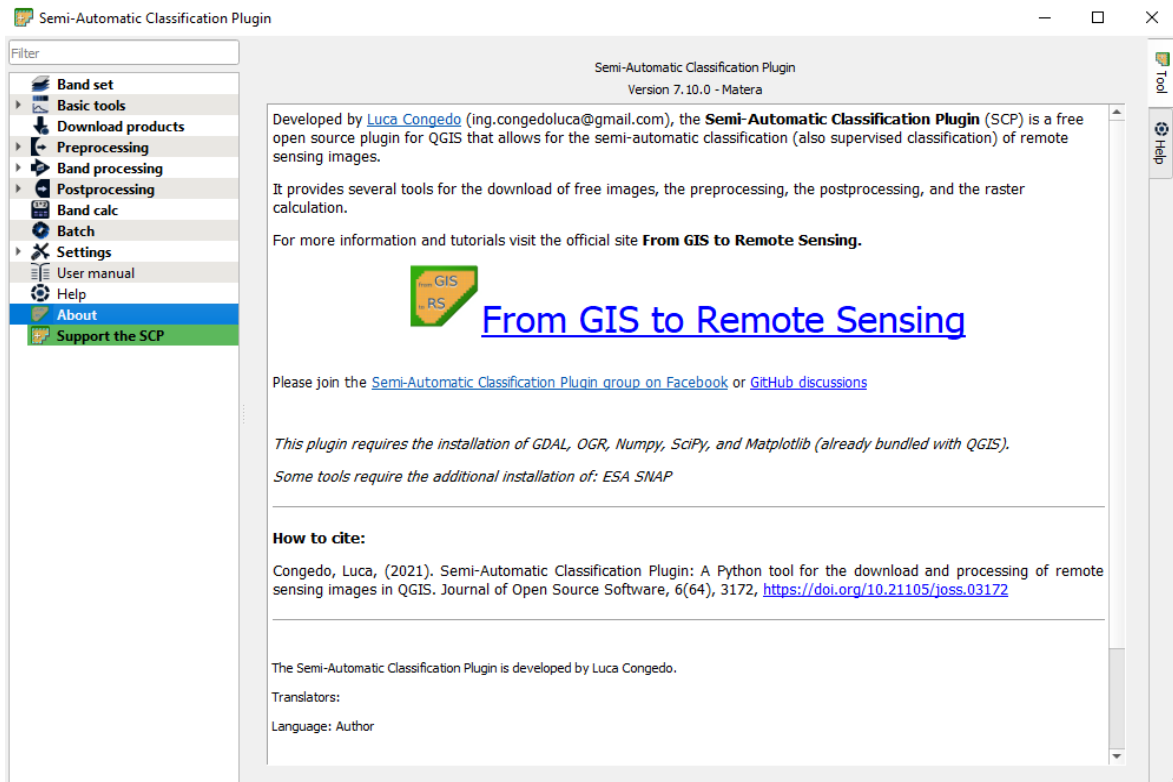 Semi-Automatic Classification Plugin
Filter
Band set
Basic tools
Download products
Preprocessing
Band processing
Postprocessing
Band calc
Batch
Settings
User manual
Help
About
Support the SCP
Semi-Automatic Classification Plugin
Version 7.10.0 - Matera
Developed by Luca Congedo (ing.congedoluca@gmail.com), the Semi-Automatic Classification Plugin (SCP) is a free
open source plugin for QGIS that allows for the semi-automatic classification (also supervised classification) of remote
sensing images.
It provides several tools for the download of free images, the preprocessing, the postprocessing, and the raster
calculation.
For more information and tutorials visit the official site From GIS to Remote Sensing.
from GIS
to RS
From GIS to Remote Sensing
Please join the Semi-Automatic Classification Plugin group on Facebook or GitHub discussions
This plugin requires the installation of GDAL, OGR, Numpy, SciPy, and Matplotlib (already bundled with QGIS).
Some tools require the additional installation of: ESA SNAP
How to cite:
Congedo, Luca, (2021). Semi-Automatic Classification Plugin: A Python tool for the download and processing of remote
sensing images in QGIS. Journal of Open Source Software, 6(64), 3172, https://doi.org/10.21105/joss.03172
The Semi-Automatic Classification Plugin is developed by Luca Congedo.
Translators:
Language: Author
Tool
Help